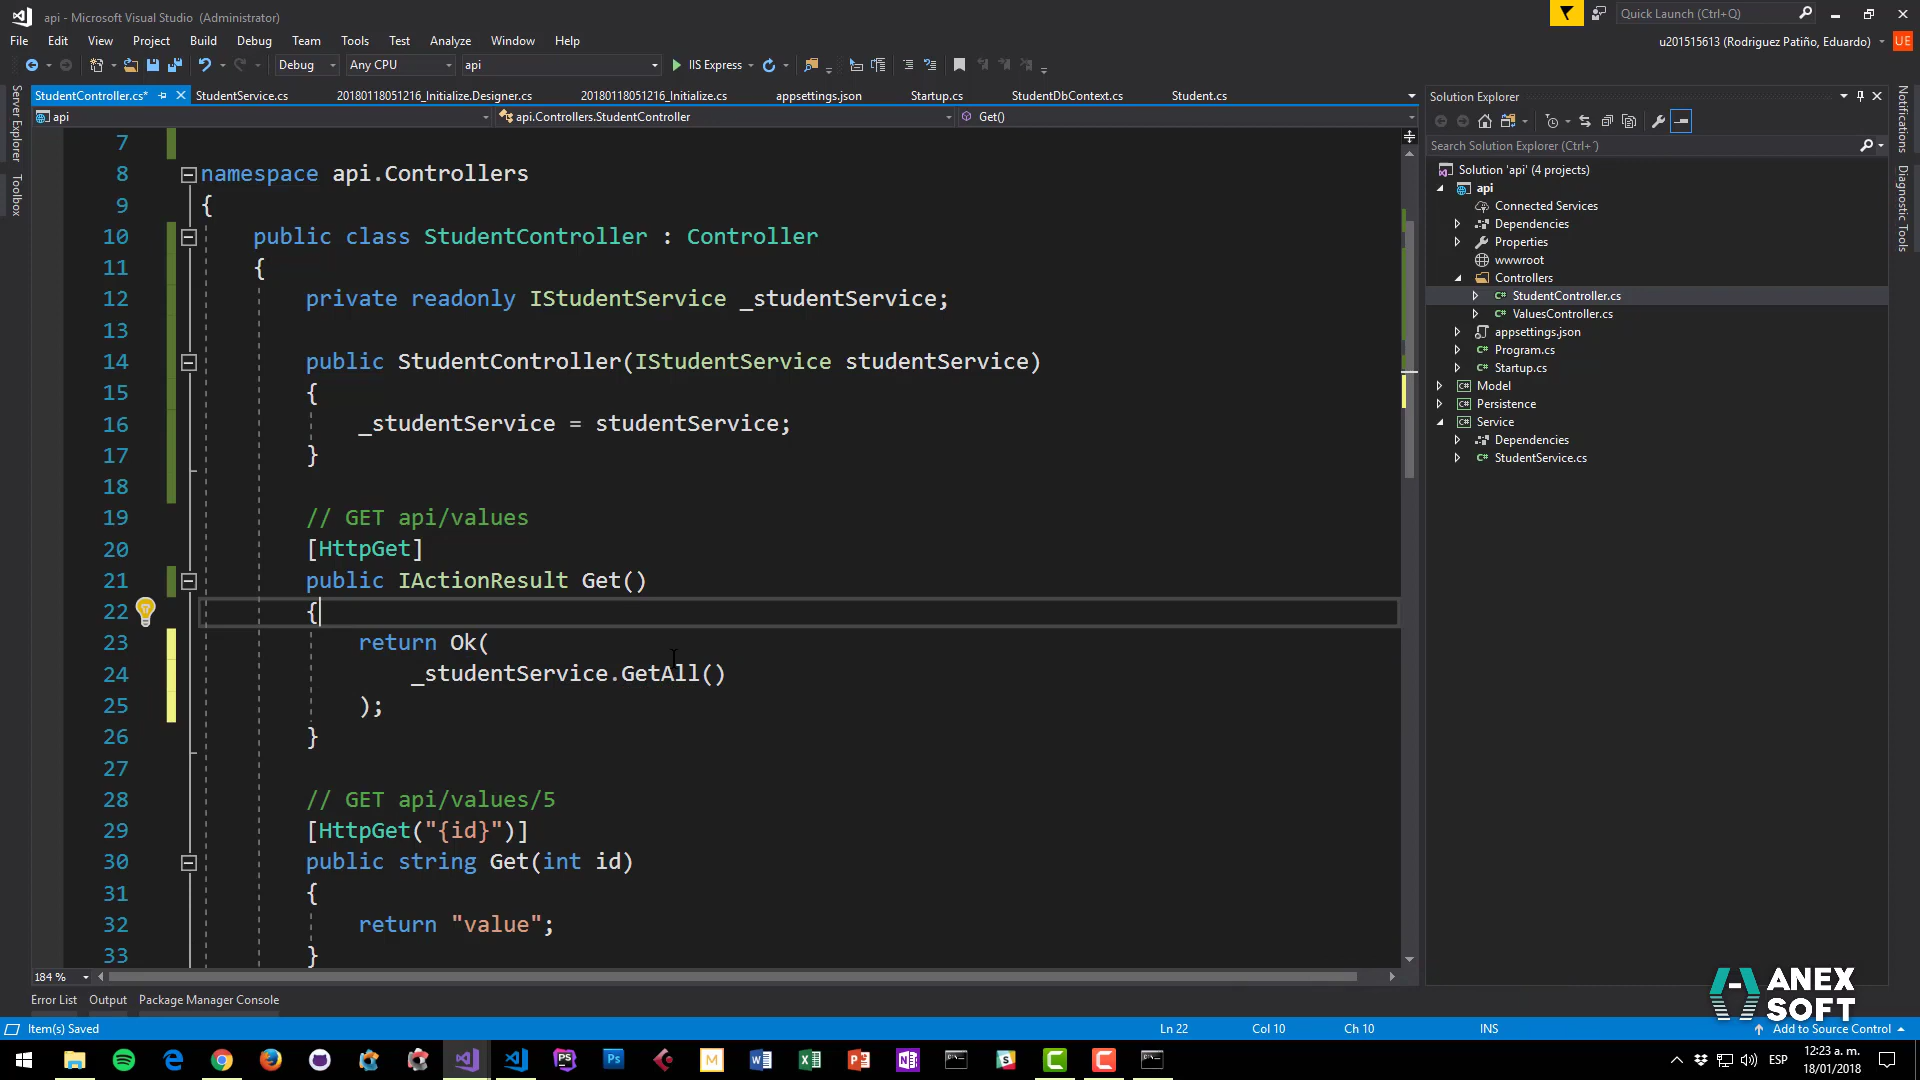 api - Microsoft Visual Studio (Administrator)
Quick Launch (Ctrl+Q)
File Edit View Project Build Debug Team Tools Test Analyze Window Help
u201515613 (Rodriguez Patiño, Eduardo) UE
Debug Any CPU api IIS Express
StudentController.cs* StudentService.cs 20180118051216_Initialize.Designer.cs 20180118051216_Initialize.cs appsettings.json Startup.cs StudentDbContext.cs Student.cs
api api.Controllers.StudentController Get()
Server Explorer
Toolbox
7
8 namespace api.Controllers
9 {
10 public class StudentController : Controller
11 {
12 private readonly IStudentService _studentService;
13
14 public StudentController(IStudentService studentService)
15 {
16 _studentService = studentService;
17 }
18
19 // GET api/values
20 [HttpGet]
21 public IActionResult Get()
22 {
23 return Ok(
24 _studentService.GetAll()
25 );
26 }
27
28 // GET api/values/5
29 [HttpGet("{id}")]
30 public string Get(int id)
31 {
32 return "value";
33 }
184 %
Solution Explorer
Search Solution Explorer (Ctrl+´)
Solution 'api' (4 projects)
api
Connected Services
Dependencies
Properties
wwwroot
Controllers
C# StudentController.cs
C# ValuesController.cs
appsettings.json
C# Program.cs
C# Startup.cs
C# Model
C# Persistence
C# Service
Dependencies
C# StudentService.cs
Notifications
Diagnostic Tools
Error List Output Package Manager Console
ANEX
SOFT
Item(s) Saved Ln 22 Col 10 Ch 10 INS Add to Source Control
PS Ps M ESP
12:23 a. m.
18/01/2018